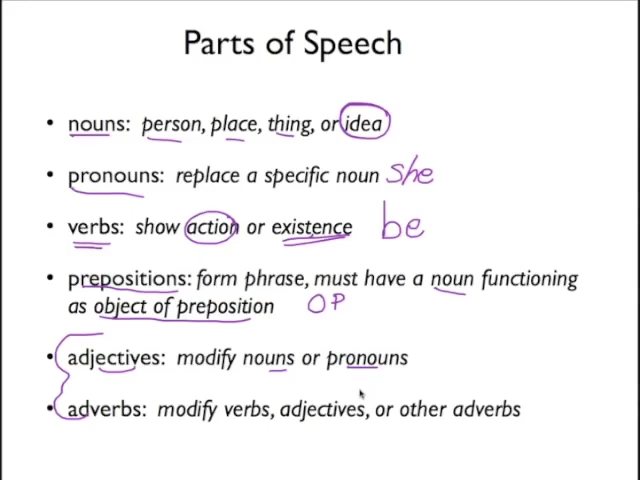 Parts of Speech
• nouns: person, place, thing, or idea
• pronouns: replace a specific noun she
• verbs: show action or existence be
• prepositions: form phrase, must have a noun functioning
as object of preposition OP
• adjectives: modify nouns or pronouns
• adverbs: modify verbs, adjectives, or other adverbs